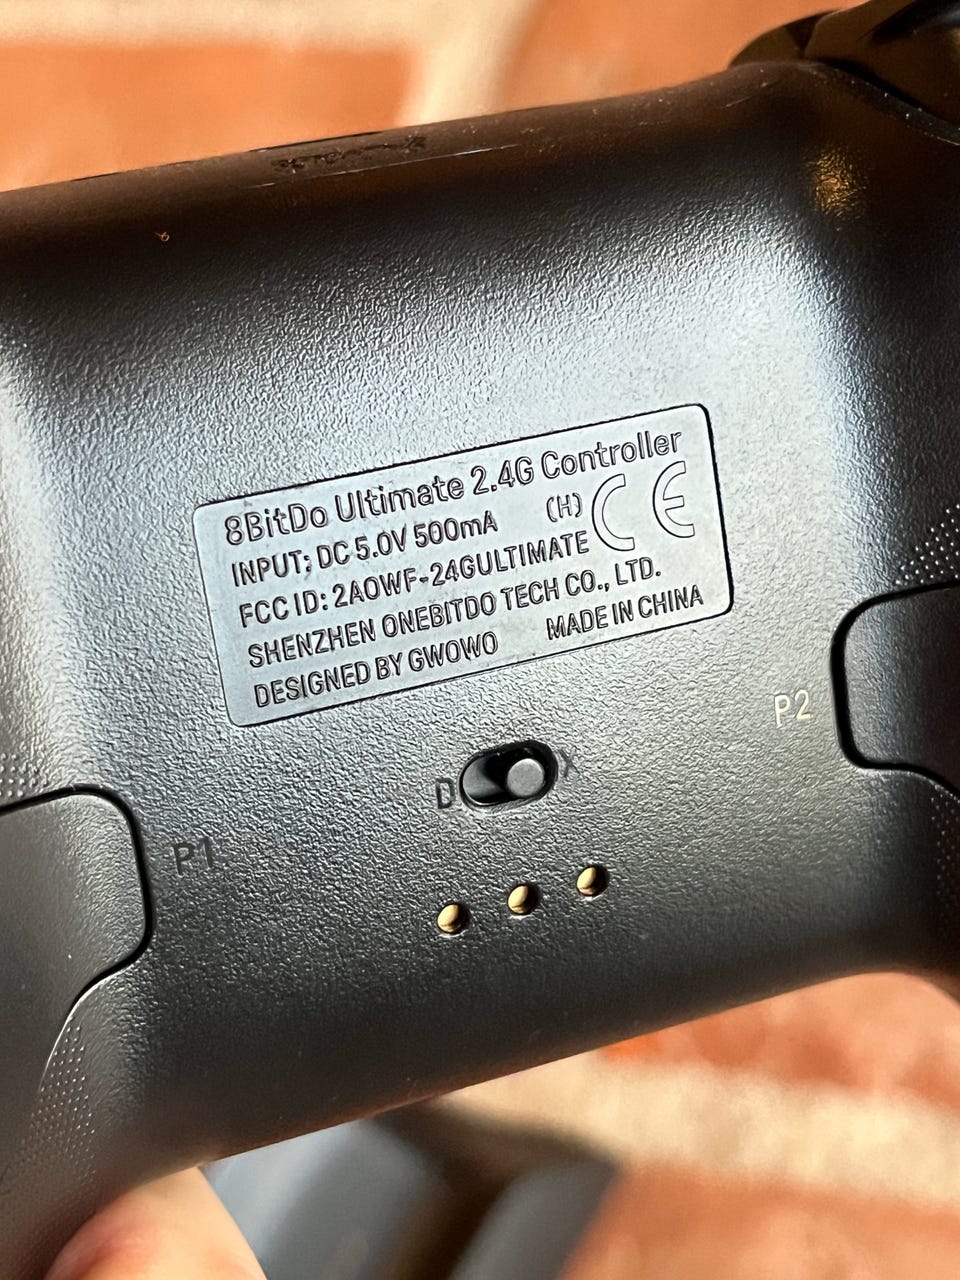 8BitDo Ultimate 2.4G Controller
INPUT: DC 5.0V 500mA (H) CE
FCC ID: 2AOWF-24GULTIMATE
SHENZHEN ONEBITDO TECH CO., LTD.
DESIGNED BY GWOWO MADE IN CHINA
P2
D X
P1